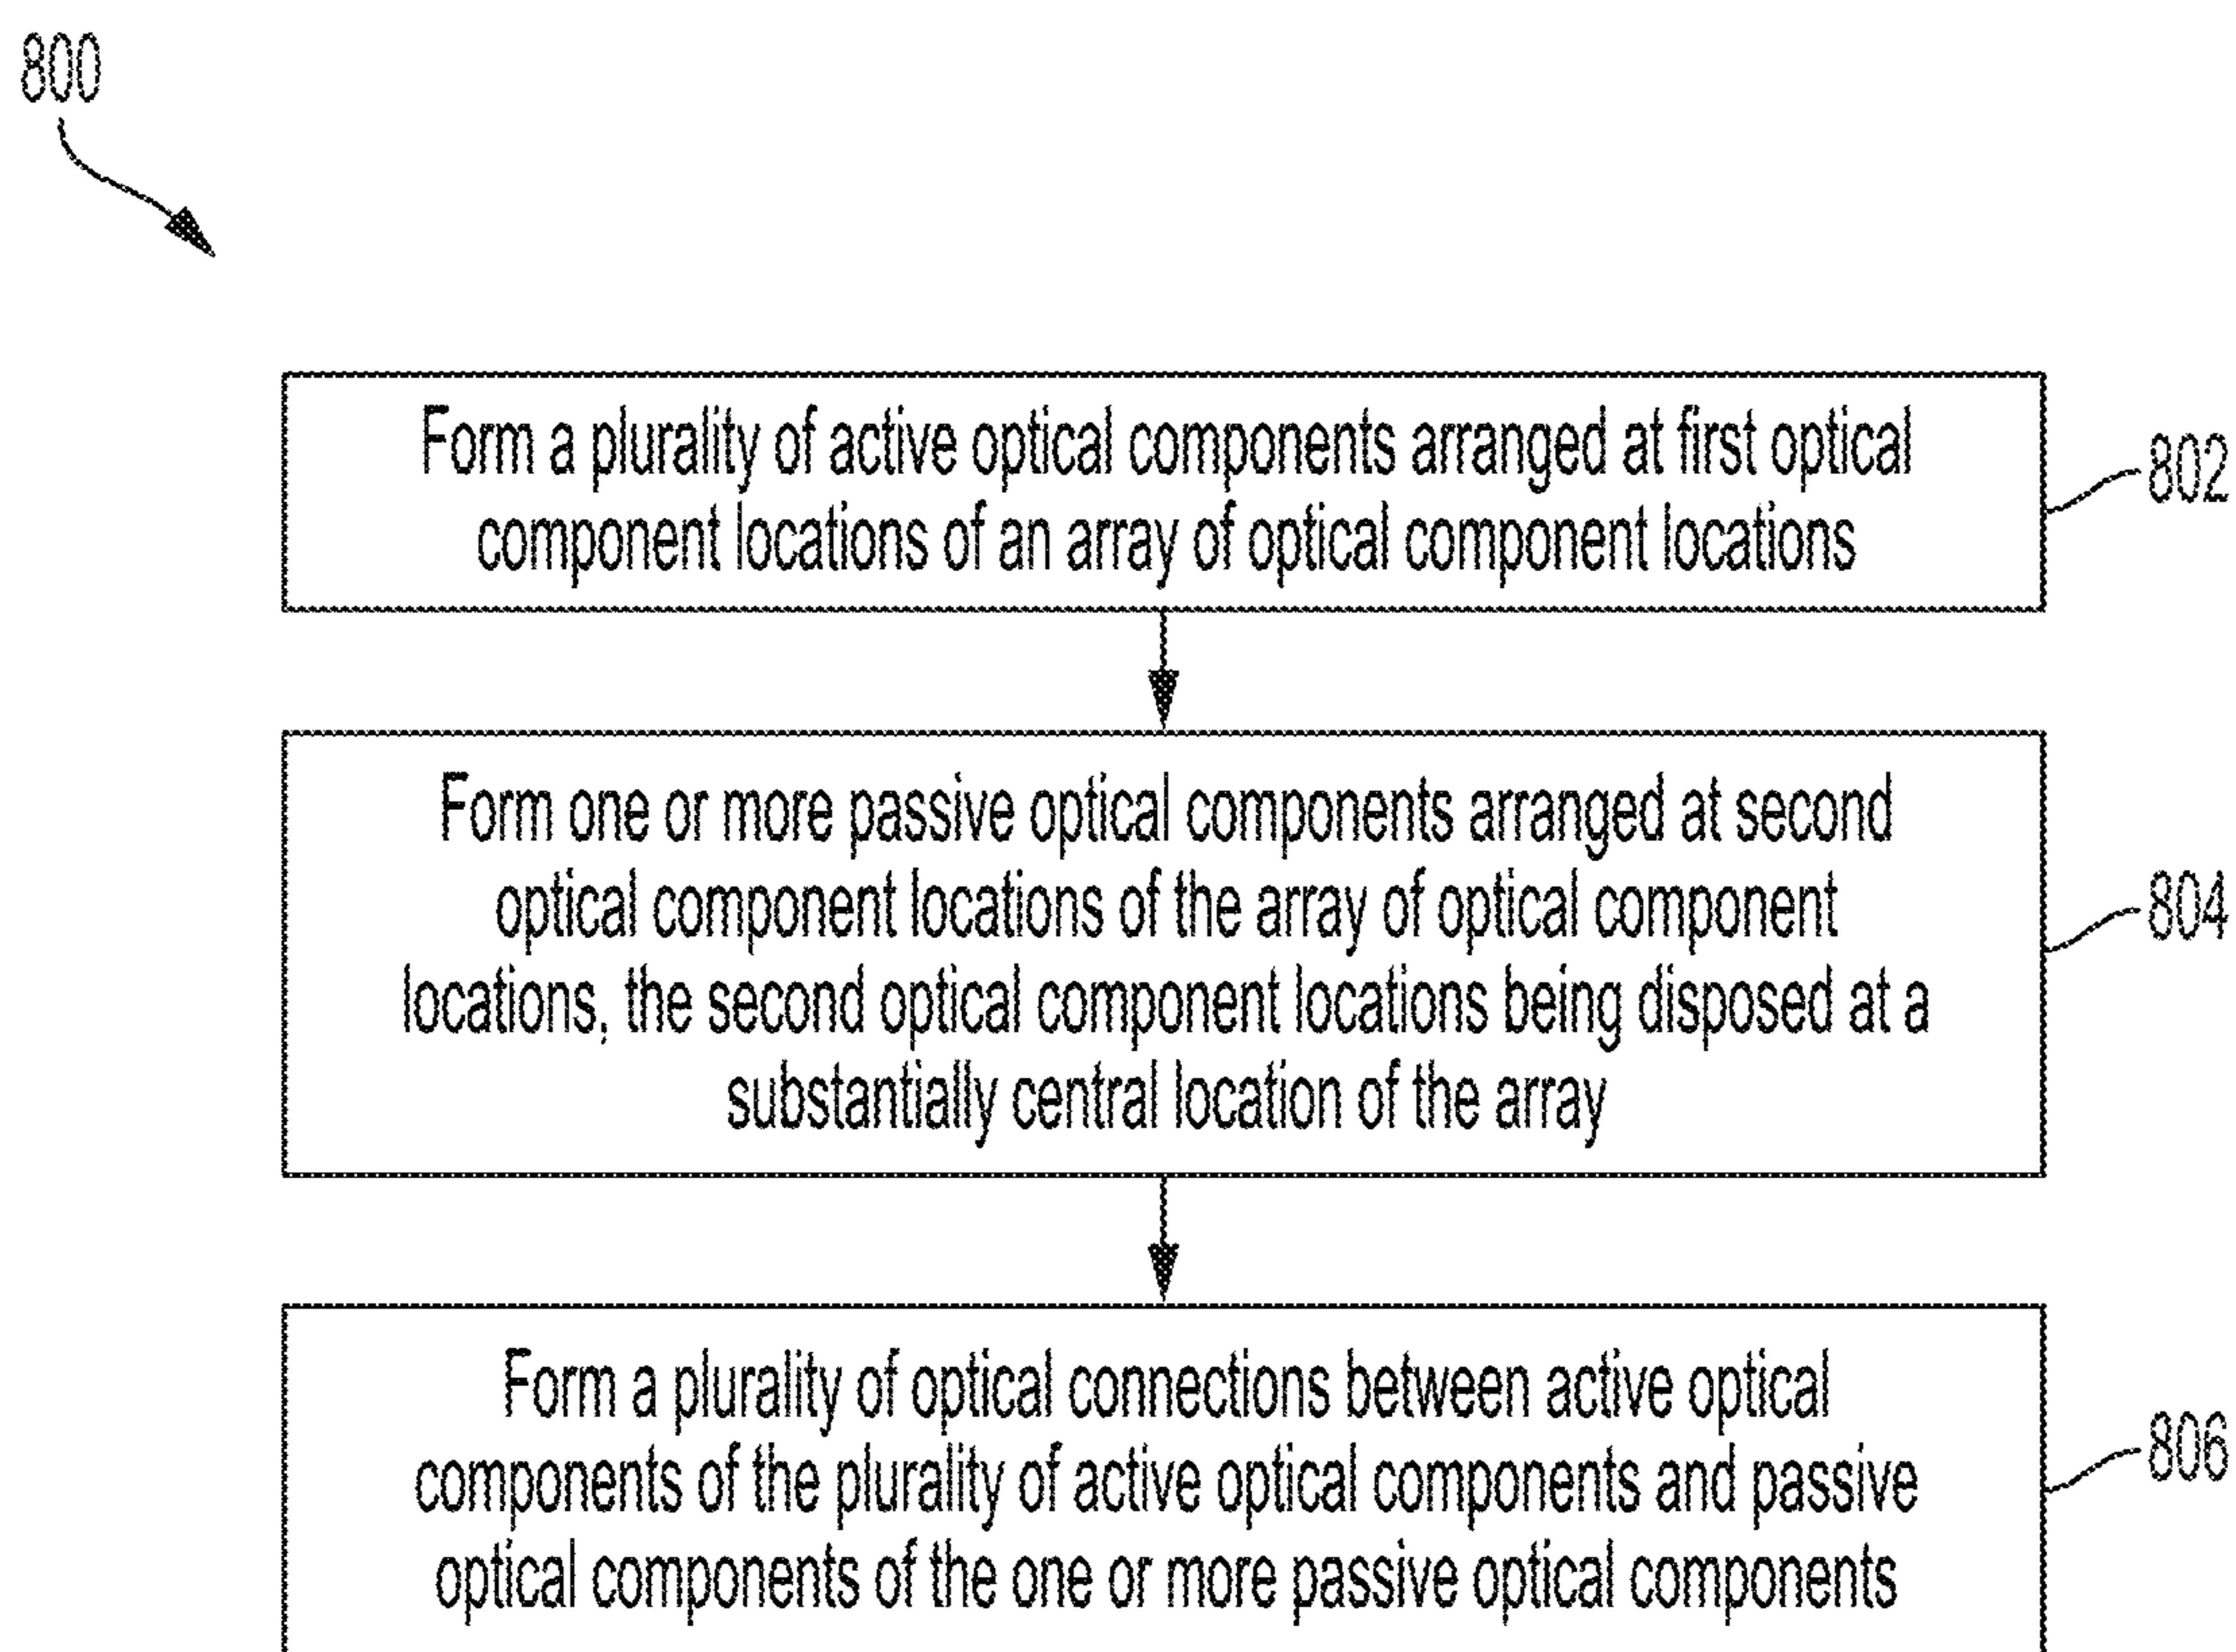 800
Form a plurality of active optical components arranged at first optical
component locations of an array of optical component locations
802
Form one or more passive optical components arranged at second
optical component locations of the array of optical component
locations, the second optical component locations being disposed at a
substantially central location of the array
804
Form a plurality of optical connections between active optical
components of the plurality of active optical components and passive
optical components of the one or more passive optical components
806